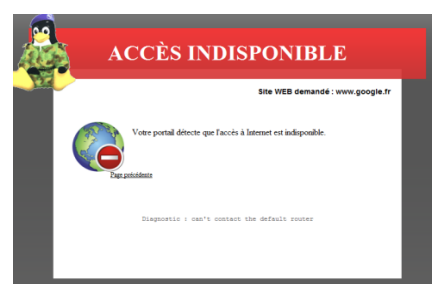 ACCÈS INDISPONIBLE
Site WEB demandé : www.google.fr
Votre portail détecte que l'accès à Internet est indisponible.
Page précédente
Diagnostic : can't contact the default router